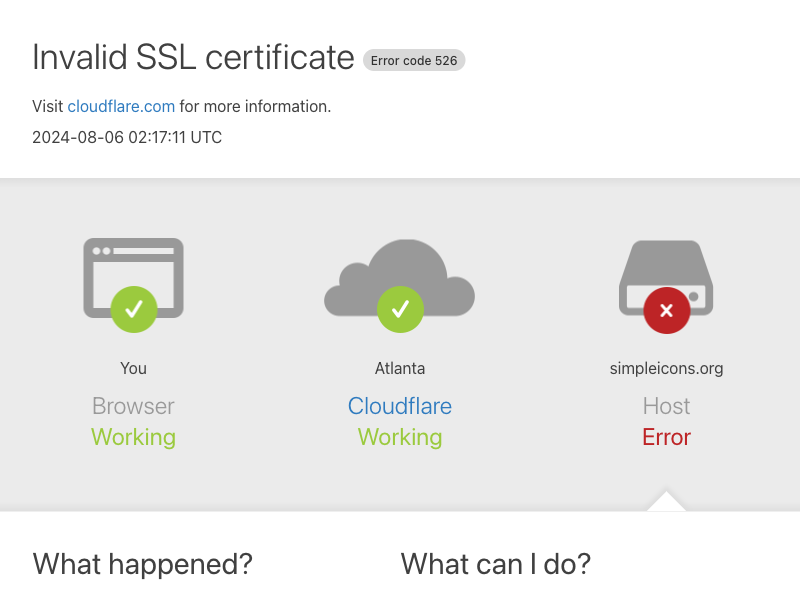 Invalid SSL certificate Error code 526
Visit cloudflare.com for more information.
2024-08-06 02:17:11 UTC
You
Browser
Working
Atlanta
Cloudflare
Working
simpleicons.org
Host
Error
What happened?
What can I do?